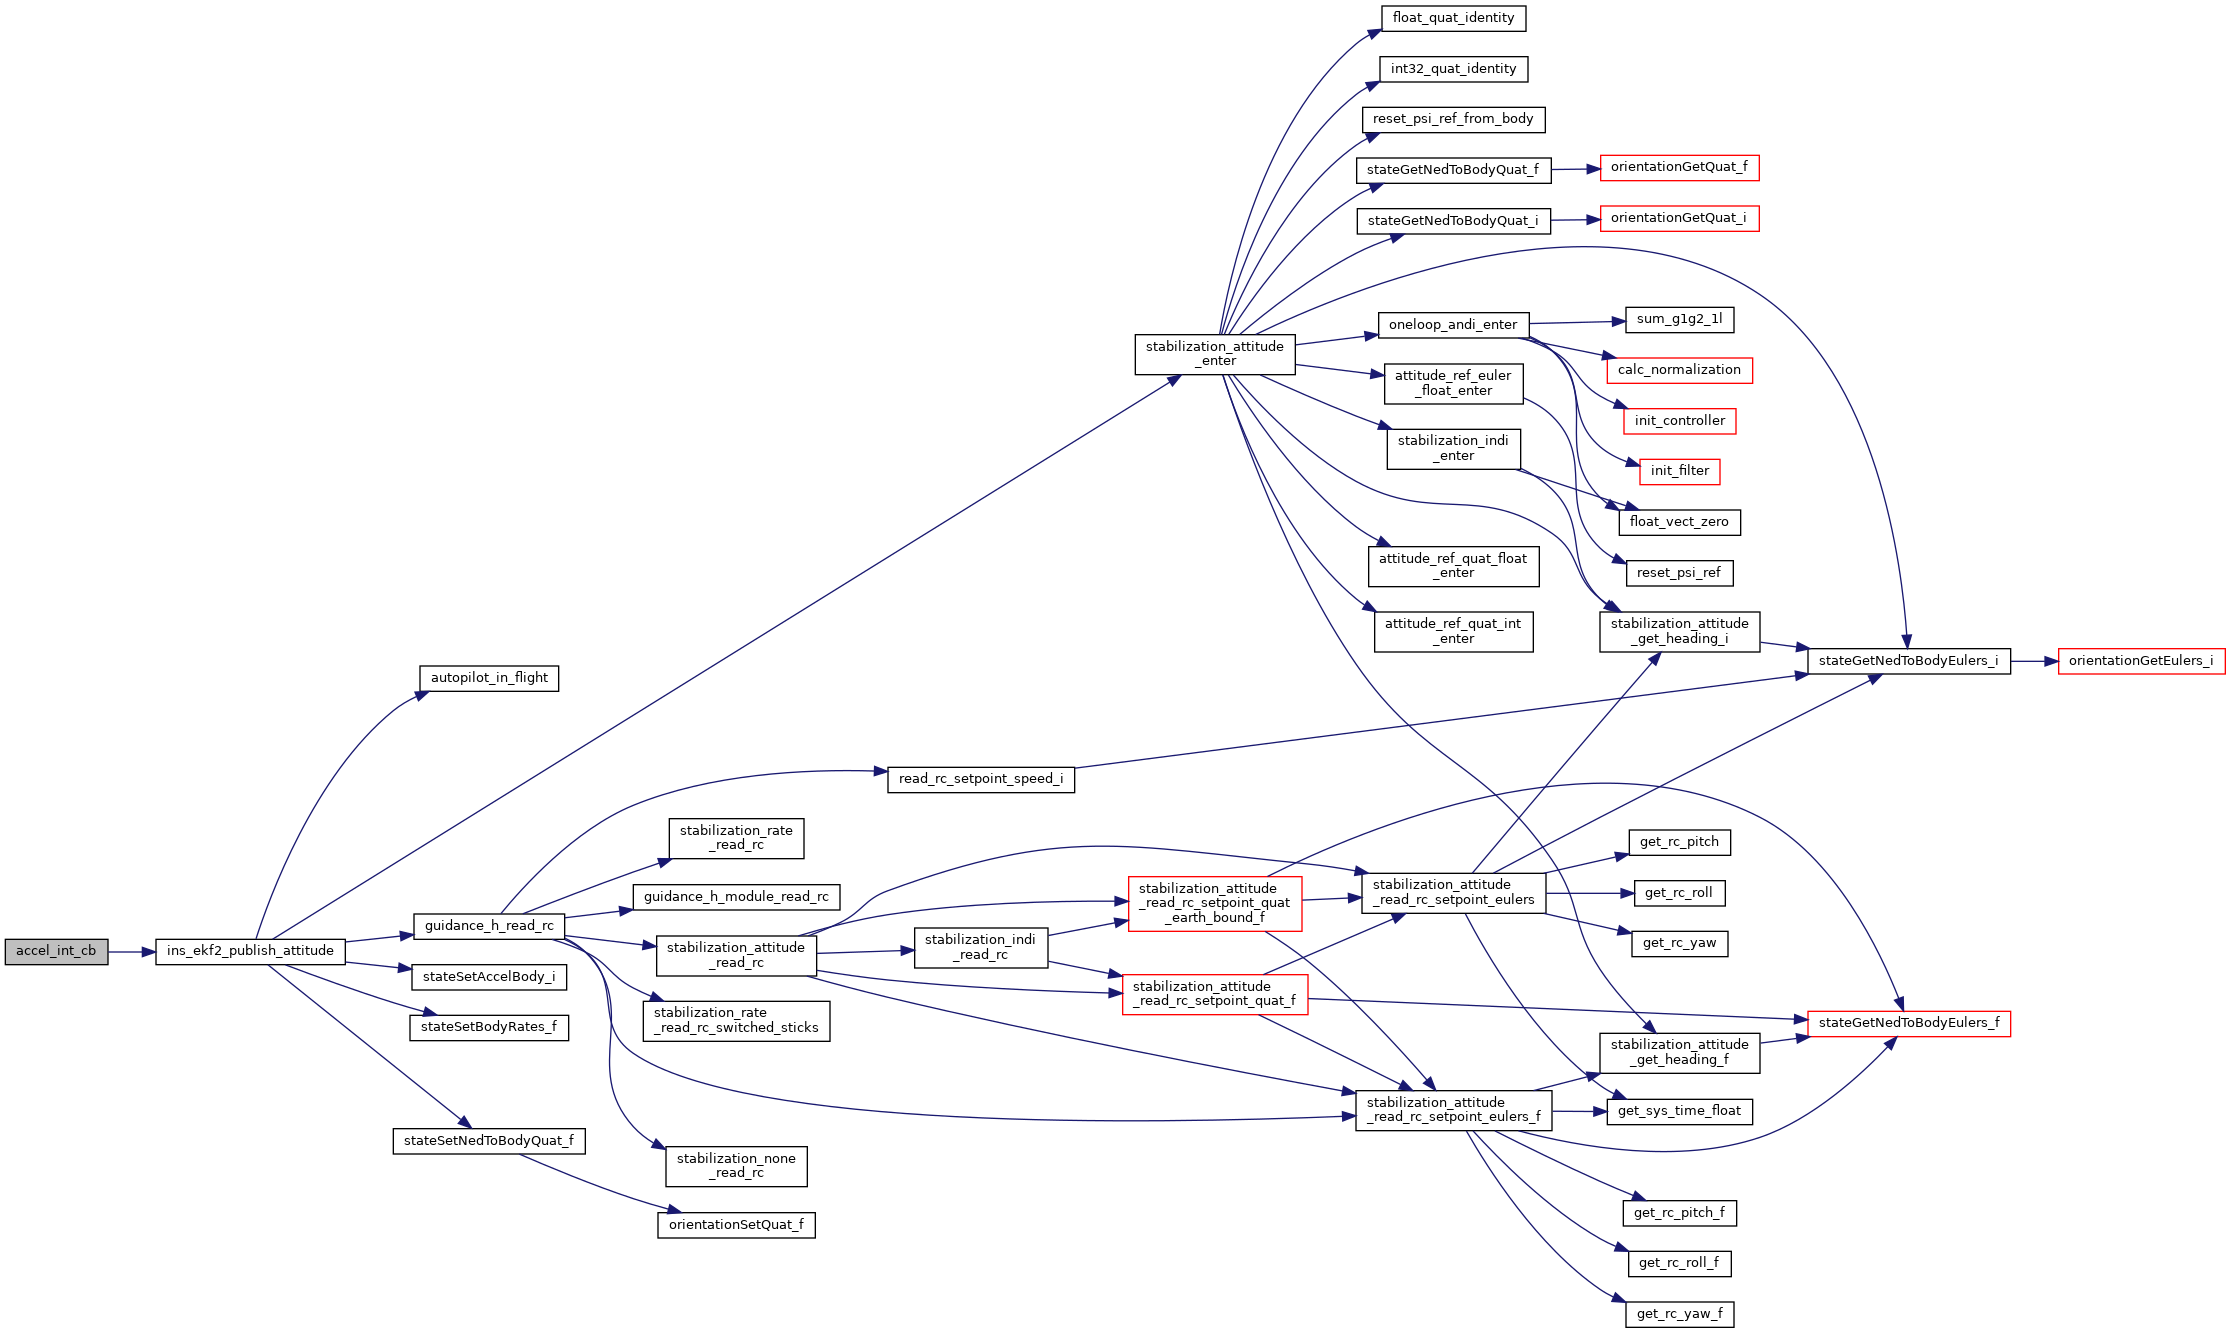 float_quat_identity
int32_quat_identity
reset_psi_ref_from_body
stateGetNedToBodyQuat_f
orientationGetQuat_f
stateGetNedToBodyQuat_i
orientationGetQuat_i
oneloop_andi_enter
sum_g1g2_1l
stabilization_attitude
_enter
calc_normalization
attitude_ref_euler
_float_enter
init_controller
stabilization_indi
_enter
init_filter
float_vect_zero
attitude_ref_quat_float
_enter
reset_psi_ref
attitude_ref_quat_int
_enter
stabilization_attitude
_get_heading_i
stateGetNedToBodyEulers_i
orientationGetEulers_i
autopilot_in_flight
read_rc_setpoint_speed_i
stabilization_rate
_read_rc
get_rc_pitch
guidance_h_module_read_rc
stabilization_attitude
_read_rc_setpoint_quat
_earth_bound_f
stabilization_attitude
_read_rc_setpoint_eulers
get_rc_roll
guidance_h_read_rc
get_rc_yaw
accel_int_cb
ins_ekf2_publish_attitude
stabilization_attitude
_read_rc
stabilization_indi
_read_rc
stateSetAccelBody_i
stabilization_attitude
_read_rc_setpoint_quat_f
stateSetBodyRates_f
stabilization_rate
_read_rc_switched_sticks
stateGetNedToBodyEulers_f
stabilization_attitude
_get_heading_f
stabilization_attitude
_read_rc_setpoint_eulers_f
get_sys_time_float
stateSetNedToBodyQuat_f
stabilization_none
_read_rc
get_rc_pitch_f
orientationSetQuat_f
get_rc_roll_f
get_rc_yaw_f